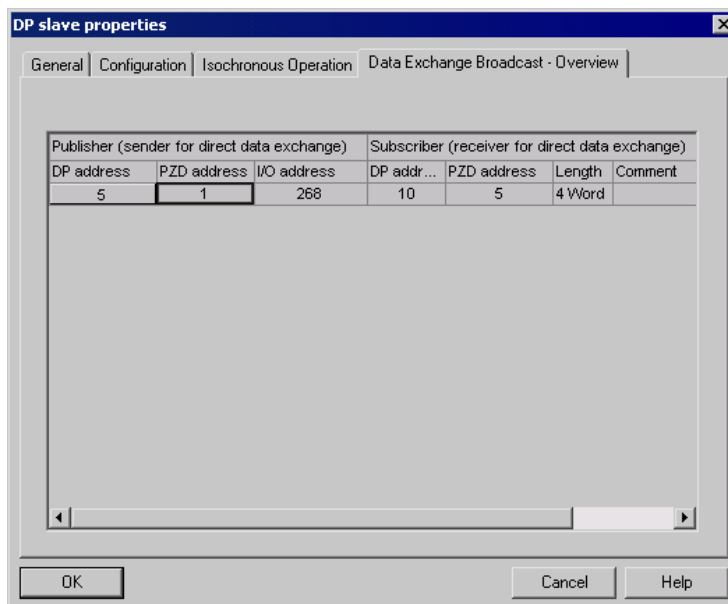 DP slave properties
General Configuration Isochronous Operation Data Exchange Broadcast - Overview
Publisher (sender for direct data exchange) Subscriber (receiver for direct data exchange)
DP address PZD address I/O address DP addr... PZD address Length Comment
5 1 268 10 5 4 Word
OK Cancel Help